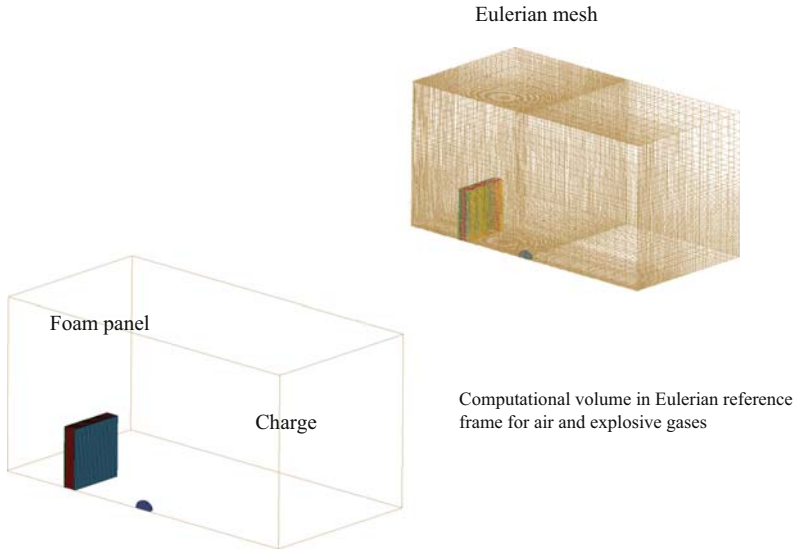 Eulerian mesh
Foam panel
Charge
Computational volume in Eulerian reference
frame for air and explosive gases